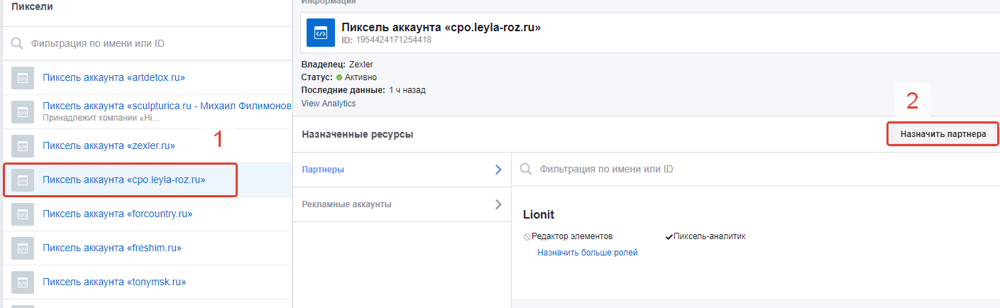 Пиксели
Фильтрация по имени или ID
Пиксель аккаунта «artdetox.ru»
Пиксель аккаунта «sculpturica.ru - Михаил Филимонов
Принадлежит компании «Hi...
1
Пиксель аккаунта «zexler.ru»
Пиксель аккаунта «cpo.leyla-roz.ru»
Пиксель аккаунта «forcountry.ru»
Пиксель аккаунта «freshim.ru»
Пиксель аккаунта «tonymsk.ru»
Информация
Пиксель аккаунта «cpo.leyla-roz.ru»
ID: 1954424171254418
Владелец: Zexler
Статус: Активно
Последние данные: 1 ч назад
View Analytics
2
Назначенные ресурсы
Назначить партнера
Партнеры
Рекламные аккаунты
Фильтрация по имени или ID
Lionit
Редактор элементов
Пиксель-аналитик
Назначить больше ролей